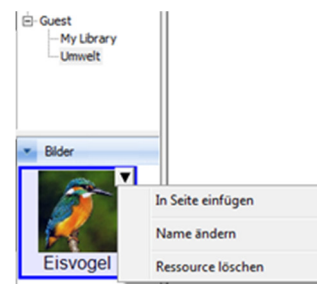 Guest
My Library
Umwelt
Bilder
In Seite einfügen
Name ändern
Eisvogel
Ressource löschen